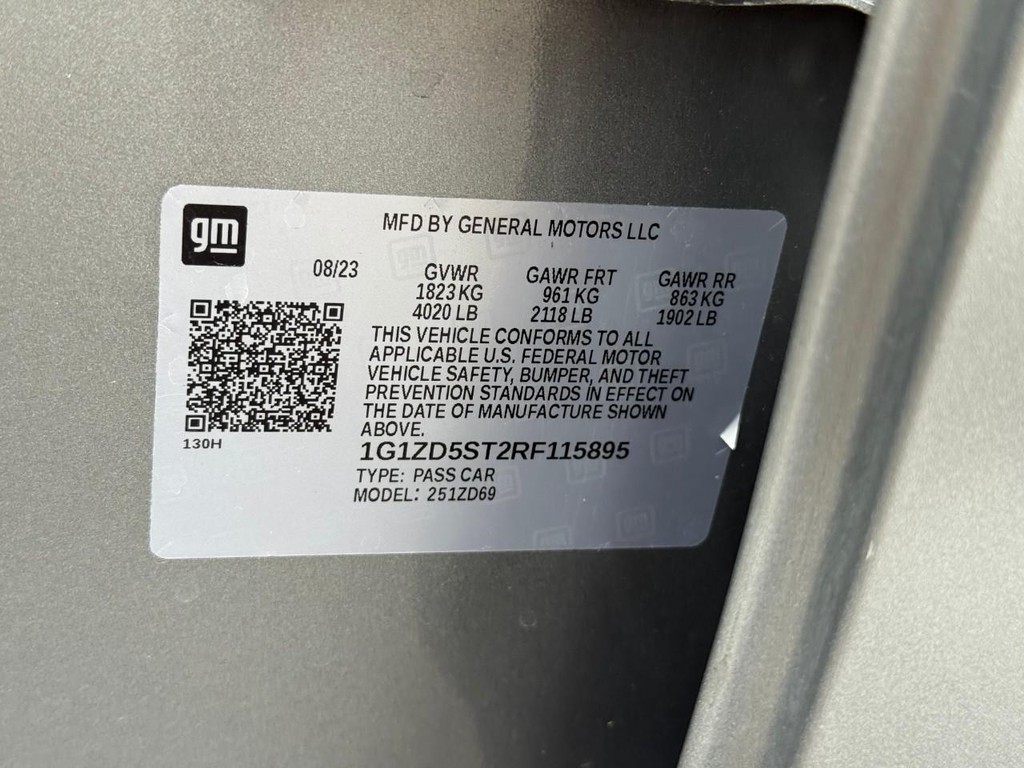 gm
MFD BY GENERAL MOTORS LLC
08/23 GVWR GAWR FRT GAWR RR
1823 KG 961 KG 863 KG
4020 LB 2118 LB 1902 LB
THIS VEHICLE CONFORMS TO ALL
APPLICABLE U.S. FEDERAL MOTOR
VEHICLE SAFETY, BUMPER, AND THEFT
PREVENTION STANDARDS IN EFFECT ON
THE DATE OF MANUFACTURE SHOWN
ABOVE.
130H
1G1ZD5ST2RF115895
TYPE: PASS CAR
MODEL: 251ZD69